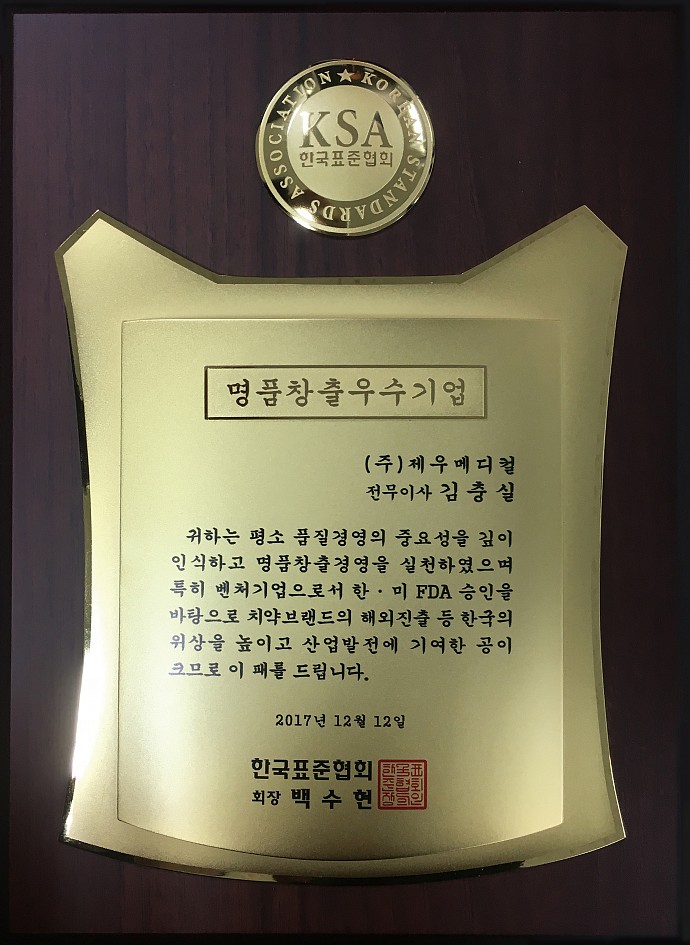 KOREAN STANDARDS ASSOCIATION
KSA
한국표준협회
명품창출우수기업
(주)제우메디컬
전무이사 김충실
귀하는 평소 품질경영의 중요성을 깊이
인식하고 명품창출경영을 실천하였으며
특히 벤처기업으로서 한·미 FDA 승인을
바탕으로 치약브랜드의 해외진출 등 한국의
위상을 높이고 산업발전에 기여한 공이
크므로 이 패를 드립니다.
2017년 12월 12일
한국표준협회
회장 백수현